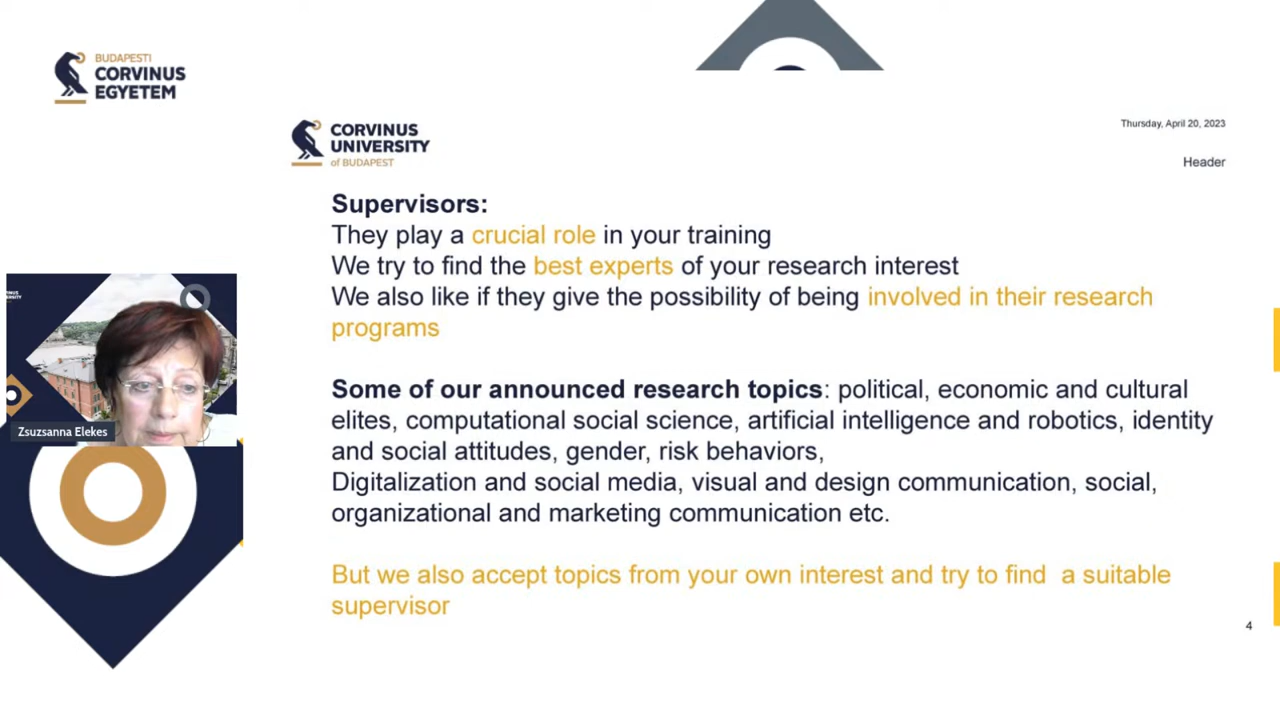 BUDAPESTI
CORVINUS
EGYETEM
CORVINUS
UNIVERSITY
of BUDAPEST
Thursday, April 20, 2023
Header
Supervisors:
They play a crucial role in your training
We try to find the best experts of your research interest
We also like if they give the possibility of being involved in their research
programs
Some of our announced research topics: political, economic and cultural
elites, computational social science, artificial intelligence and robotics, identity
and social attitudes, gender, risk behaviors,
Digitalization and social media, visual and design communication, social,
organizational and marketing communication etc.
But we also accept topics from your own interest and try to find  a suitable
supervisor
4
Zsuzsanna Elekes